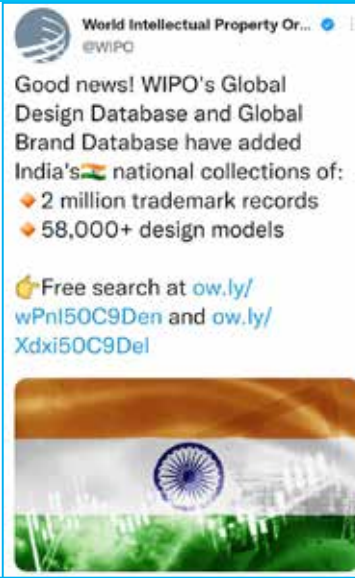 World Intellectual Property Or...
@WIPO
Good news! WIPO's Global
Design Database and Global
Brand Database have added
India's🇮🇳 national collections of:
🔸2 million trademark records
🔸58,000+ design models
👉Free search at ow.ly/
wPnI50C9Den and ow.ly/
Xdxi50C9Del